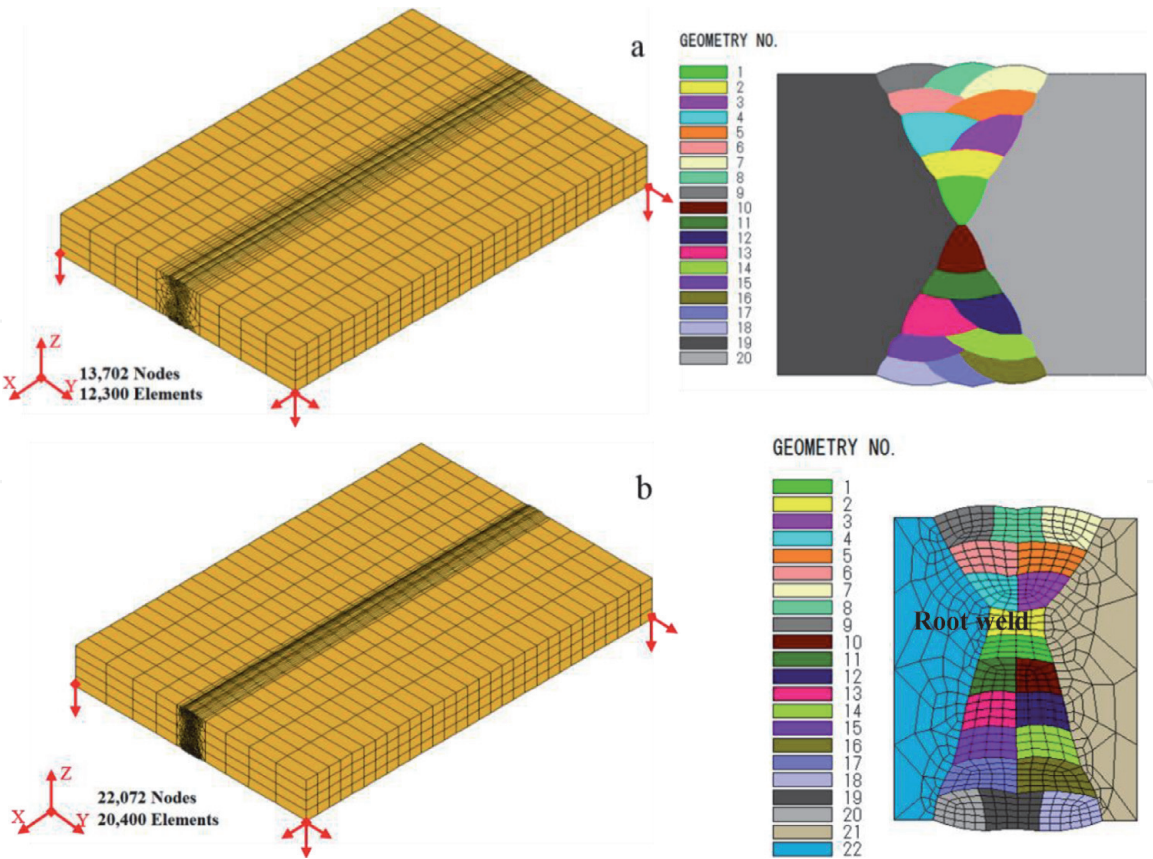 a
GEOMETRY NO.
1
2
3
4
5
6
7
8
9
10
11
12
13
14
15
16
17
18
19
20
Z
X
Y
13,702 Nodes
12,300 Elements
b
GEOMETRY NO.
1
2
3
4
5
6
7
8
9
10
11
12
13
14
15
16
17
18
19
20
21
22
Root weld
Z
X
Y
22,072 Nodes
20,400 Elements